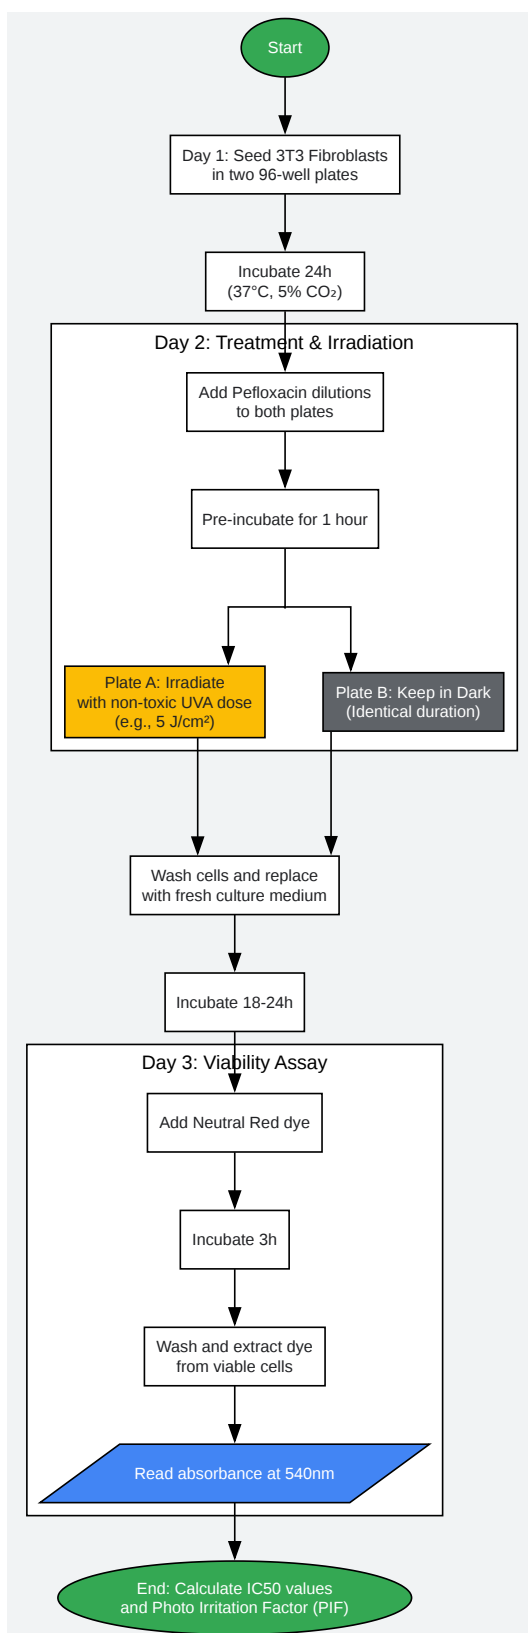 Start
Day 1: Seed 3T3 Fibroblasts
in two 96-well plates
Incubate 24h
(37°C, 5% CO₂)
Day 2: Treatment & Irradiation
Add Pefloxacin dilutions
to both plates
Pre-incubate for 1 hour
Plate A: Irradiate
with non-toxic UVA dose
(e.g., 5 J/cm²)
Plate B: Keep in Dark
(Identical duration)
Wash cells and replace
with fresh culture medium
Incubate 18-24h
Day 3: Viability Assay
Add Neutral Red dye
Incubate 3h
Wash and extract dye
from viable cells
Read absorbance at 540nm
End: Calculate IC50 values
and Photo Irritation Factor (PIF)